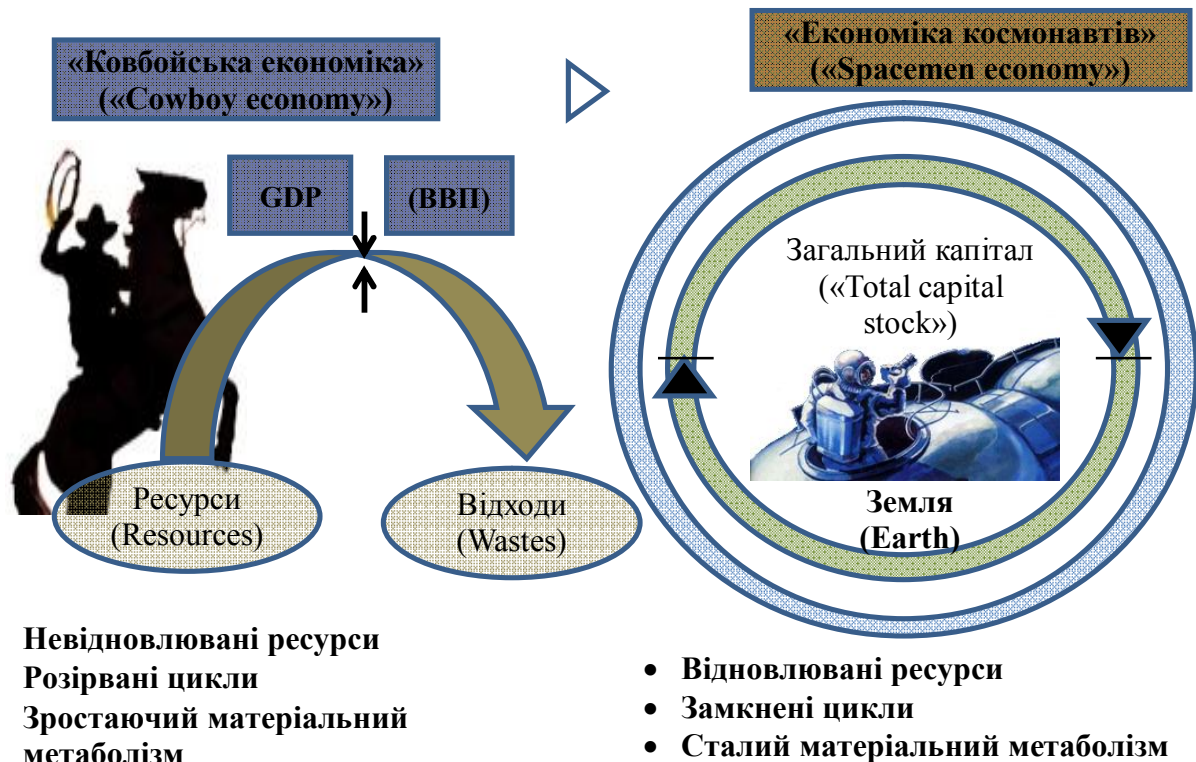 «Ковбойська економіка»
(«Cowboy economy»)
«Економіка космонавтів»
(«Spacemen economy»)
GDP
(ВВП)
Загальний капітал
(«Total capital
stock»)
Земля
(Earth)
Ресурси
(Resources)
Відходи
(Wastes)
Невідновлювані ресурси
Розірвані цикли
Зростаючий матеріальний
метаболізм
• Відновлювані ресурси
• Замкнені цикли
• Сталий матеріальний метаболізм